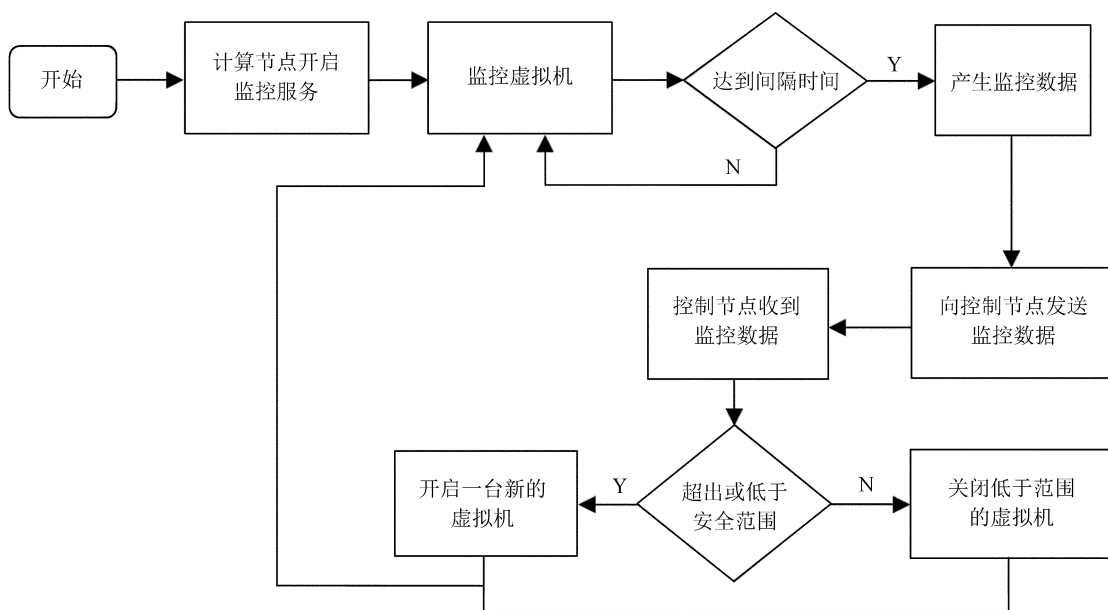 开始
计算节点开启
监控服务
监控虚拟机
达到间隔时间
Y
产生监控数据
N
控制节点收到
监控数据
向控制节点发送
监控数据
开启一台新的
虚拟机
Y
超出或低于
安全范围
N
关闭低于范围
的虚拟机